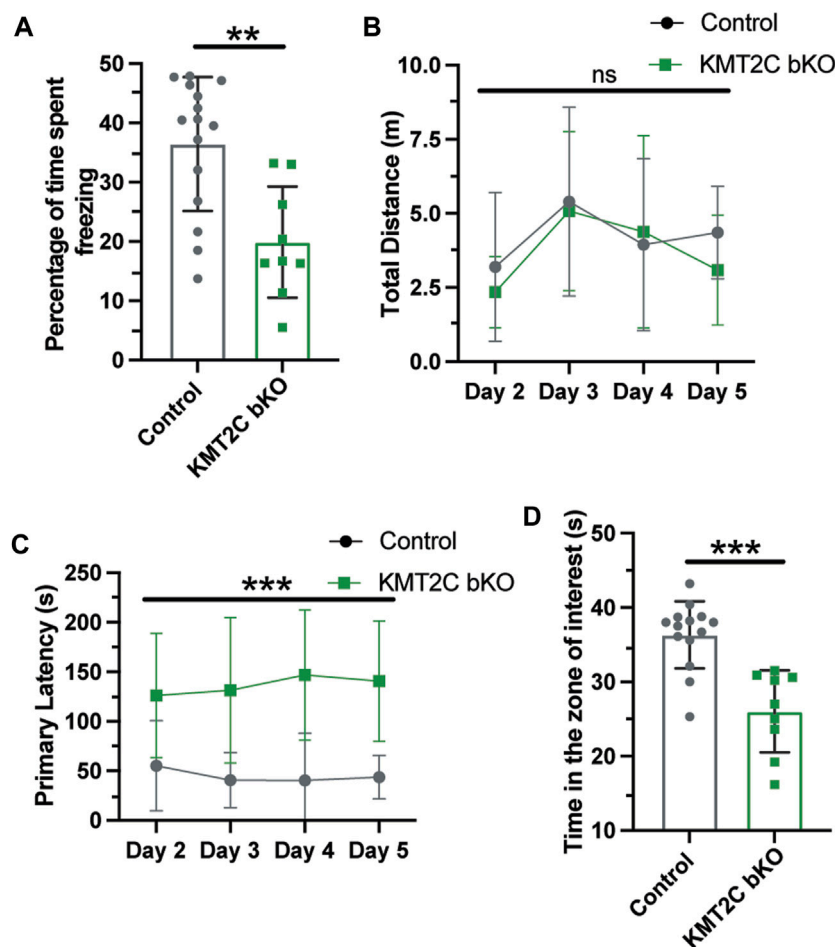 A
**
Percentage of time spent
freezing
50
40
30
20
10
0
Control
KMT2C bKO
B
Control
KMT2C bKO
ns
Total Distance (m)
10.0
7.5
5.0
2.5
0.0
Day 2 Day 3 Day 4 Day 5
C
Control
KMT2C bKO
***
Primary Latency (s)
250
200
150
100
50
0
Day 2 Day 3 Day 4 Day 5
D
***
Time in the zone of interest (s)
50
40
30
20
10
Control
KMT2C bKO